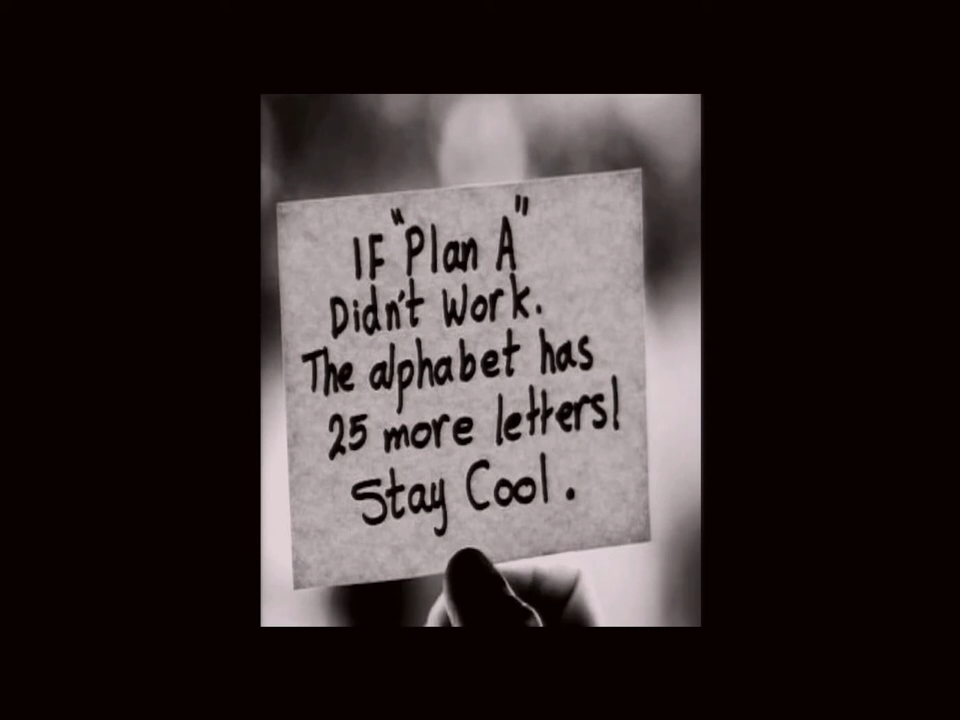 IF "Plan A"
Didn't Work.
The alphabet has
25 more letters!
Stay Cool.